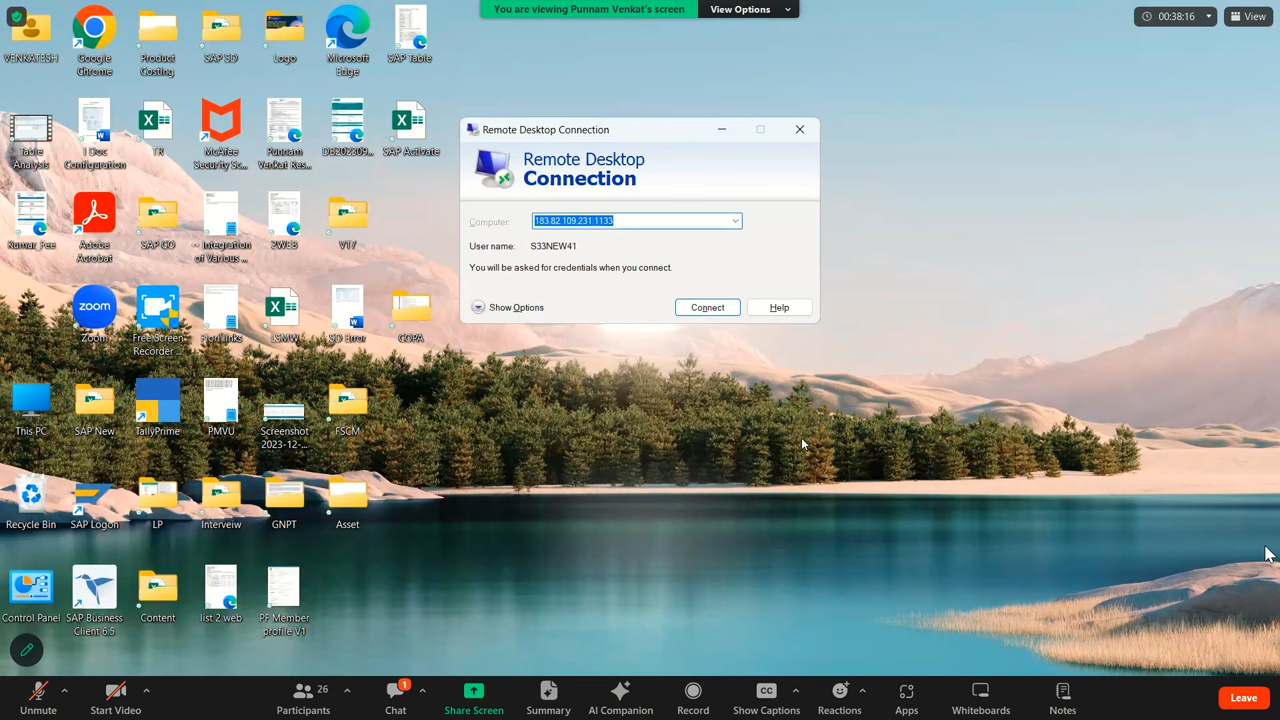 You are viewing Punnam Venkat's screen
View Options
00:38:16
View
VENKATESH
Google
Chrome
Product
Costing
SAP SD
Logo
Microsoft
Edge
SAP Table
Table
Analysis
I Doc
Configuration
TR
McAfee
Security Sc...
Punnam
Venkat Res...
SAP Activate
Kumar_Fee
Adobe
Acrobat
SAP CO
-- Integration
of Various ...
2WEB
Zoom
Free Screen
Recorder ...
Fiori links
LSMW
SD Error
COPA
This PC
SAP New
TallyPrime
PMVU
Screenshot
2023-12-...
FSCM
Recycle Bin
SAP Logon
LP
Interveiw
GNPT
Asset
Control Panel
SAP Business
Client 6.5
Content
list 2 web
PF Member
profile V1
Remote Desktop Connection
Remote Desktop
Connection
Computer:
183.82.109.231:1133
User name:
S33NEW41
You will be asked for credentials when you connect.
Show Options
Connect
Help
zoom
Unmute
Start Video
26
Participants
1
Chat
Share Screen
Summary
AI Companion
Record
CC
Show Captions
Reactions
Apps
Whiteboards
Notes
Leave